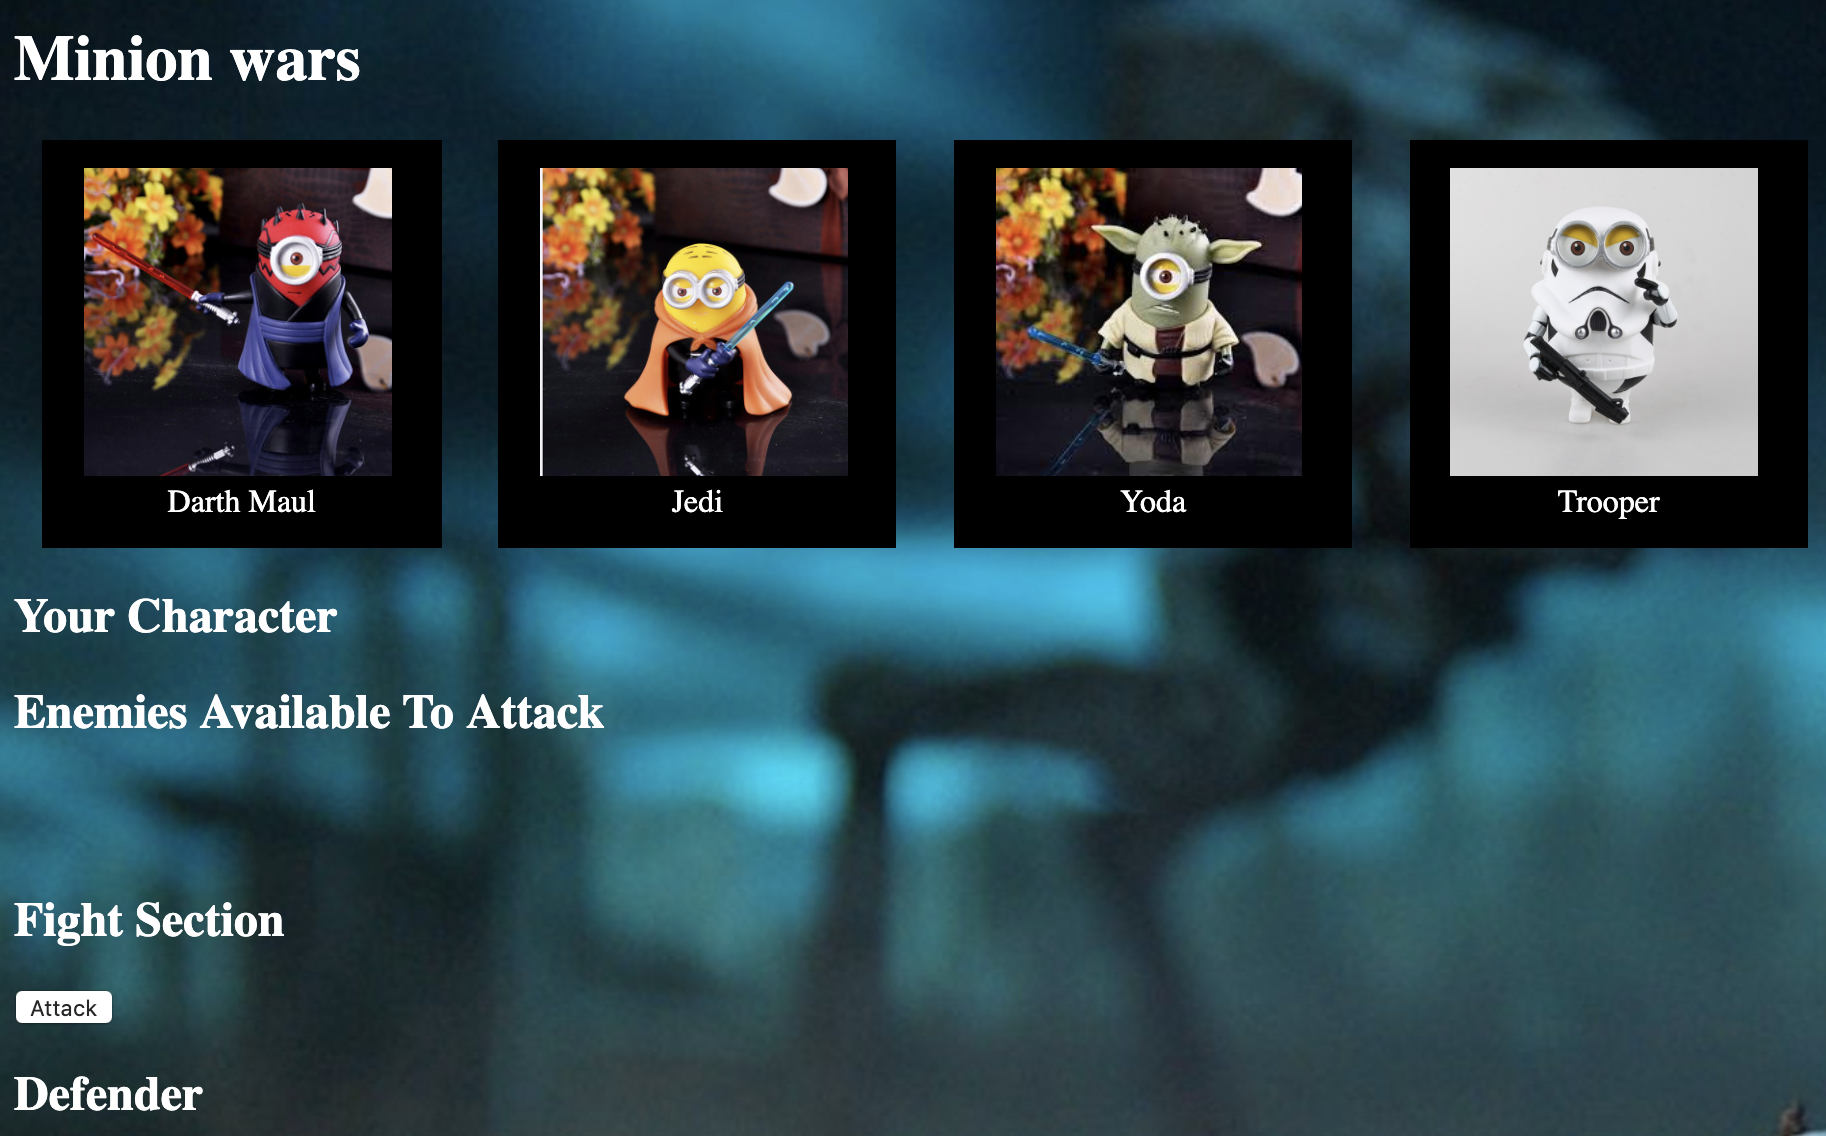 Minion wars
Darth Maul
Jedi
Yoda
Trooper
Your Character
Enemies Available To Attack
Fight Section
Attack
Defender